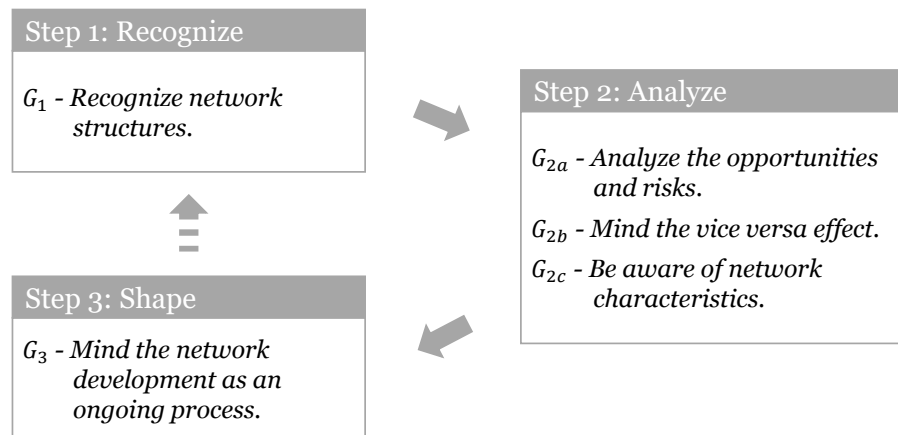 Step 1: Recognize
G₁ - Recognize network
structures.
Step 2: Analyze
G₂ₐ - Analyze the opportunities
and risks.
G₂b - Mind the vice versa effect.
G₂c - Be aware of network
characteristics.
Step 3: Shape
G₃ - Mind the network
development as an
ongoing process.